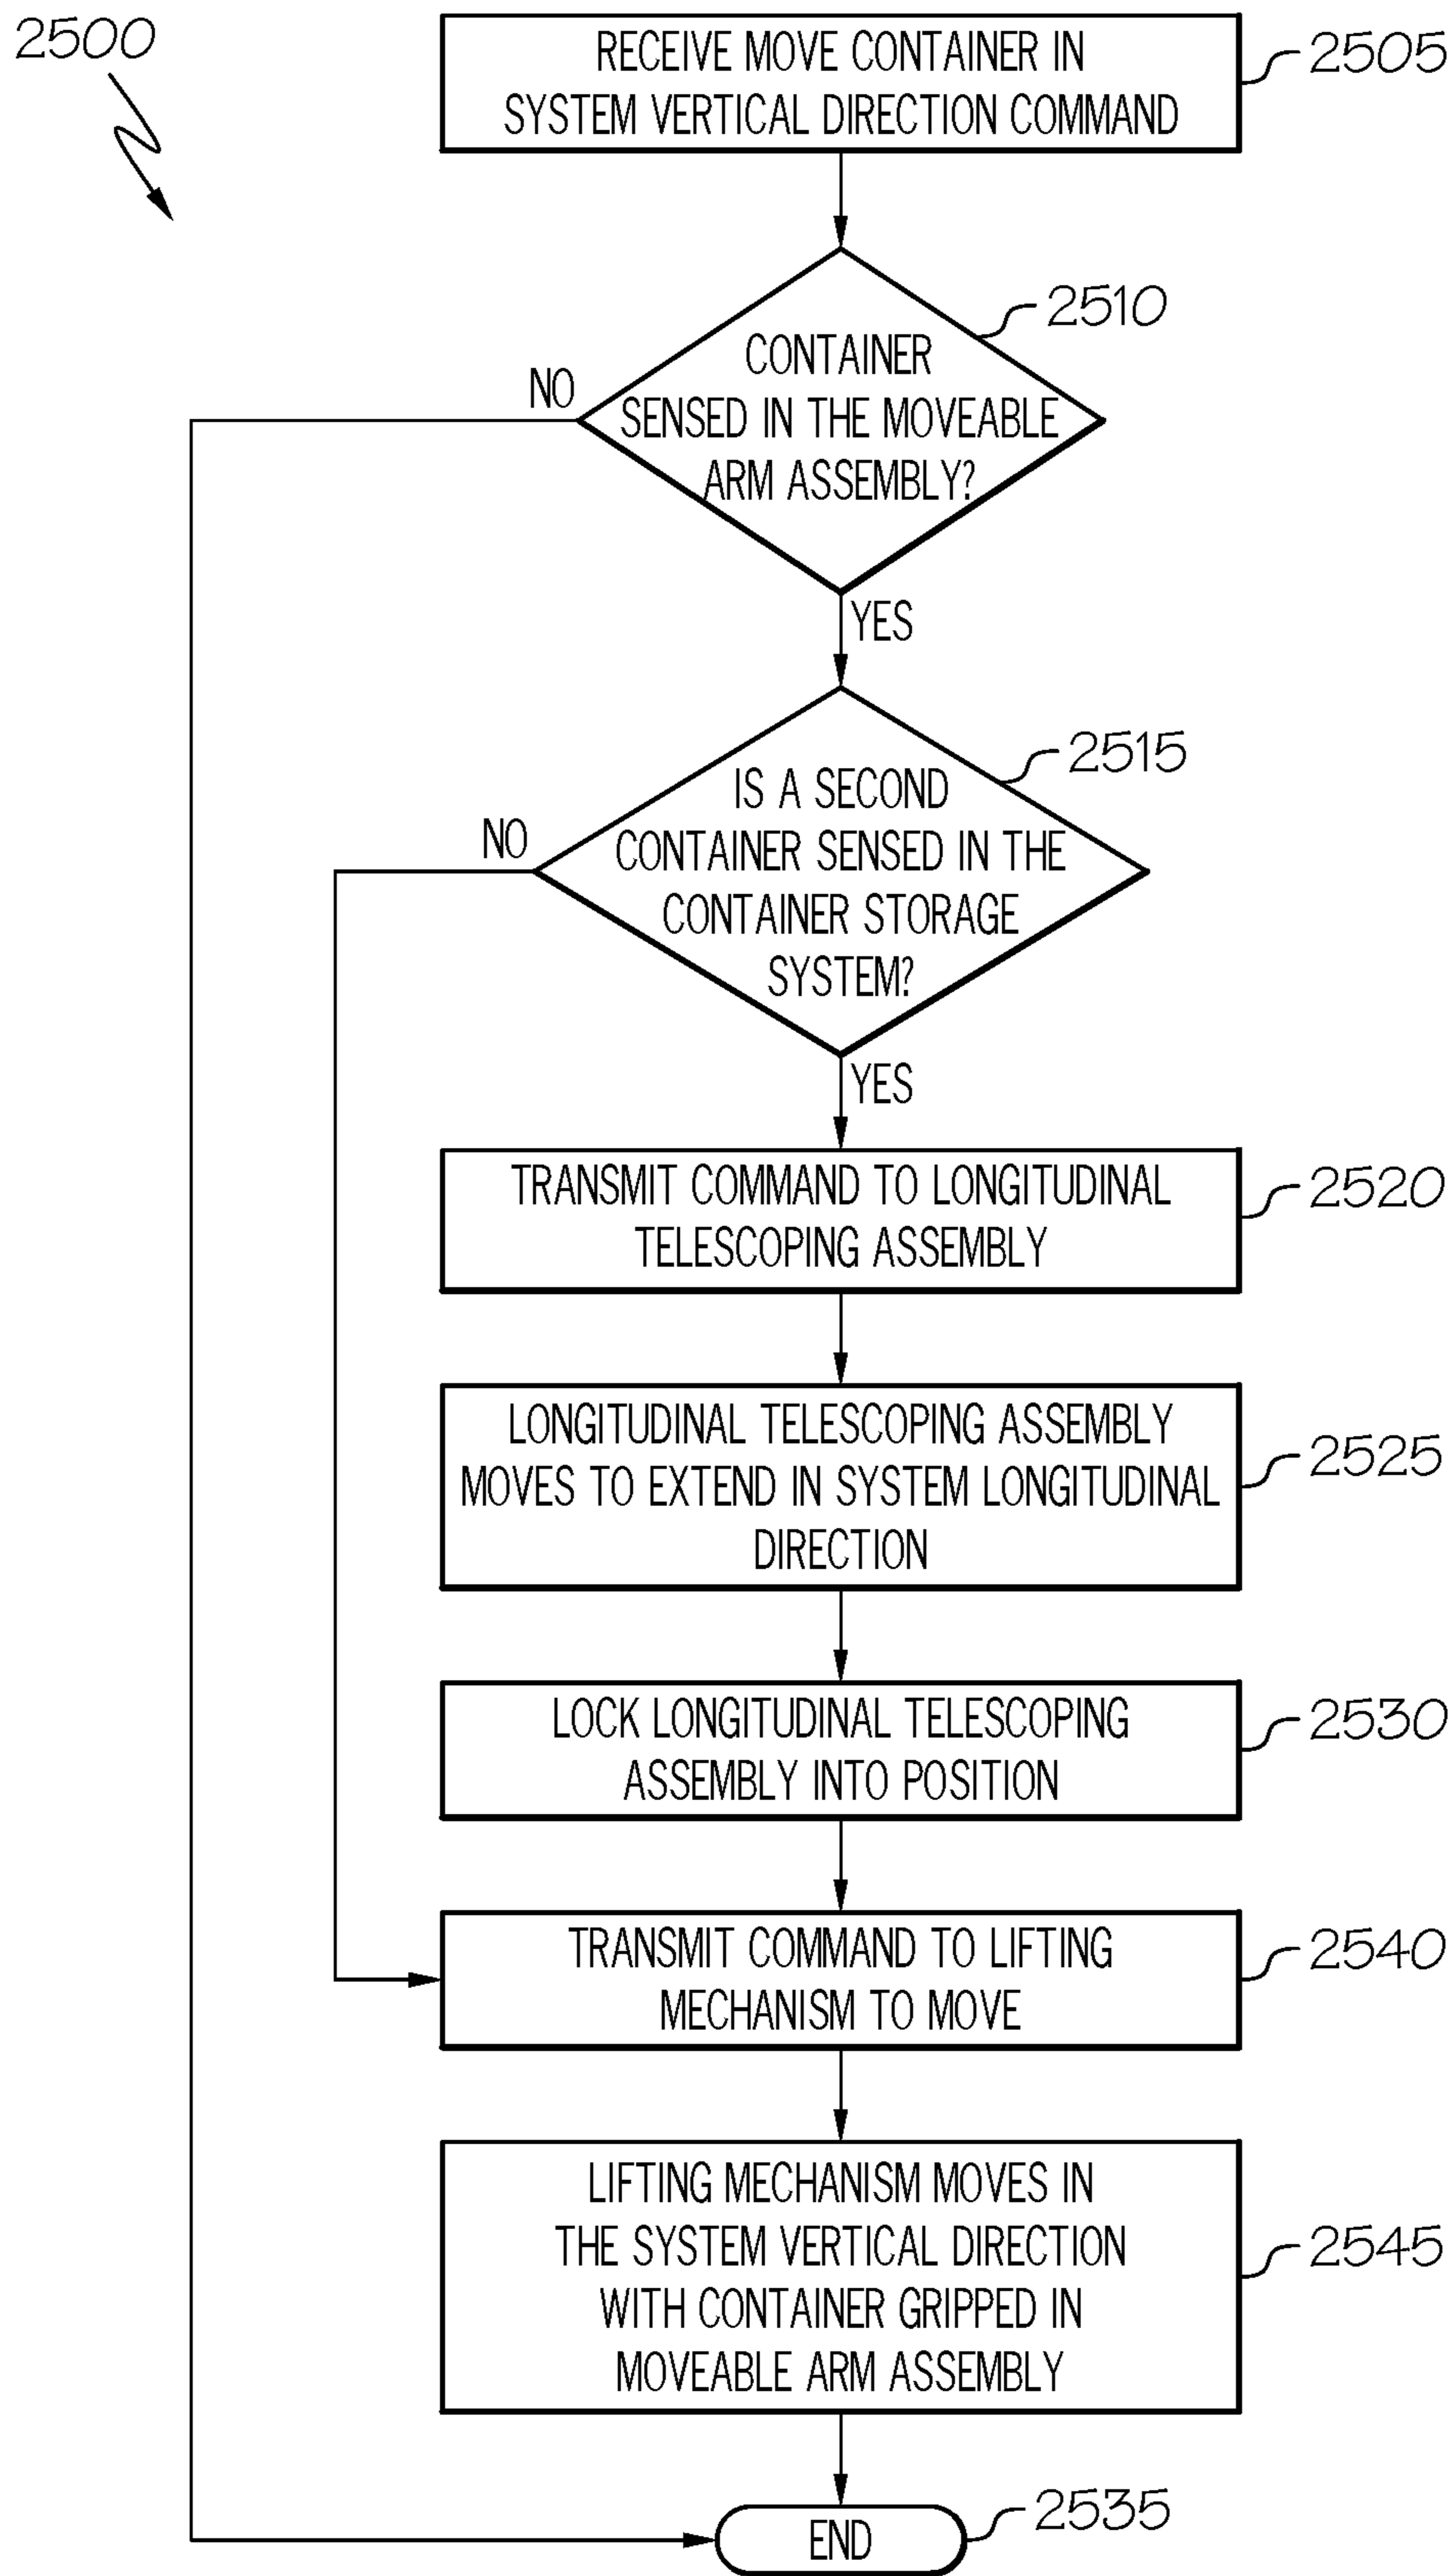 2500
RECEIVE MOVE CONTAINER IN
SYSTEM VERTICAL DIRECTION COMMAND
2505
2510
CONTAINER
SENSED IN THE MOVEABLE
ARM ASSEMBLY?
NO
YES
2515
IS A SECOND
CONTAINER SENSED IN THE
CONTAINER STORAGE
SYSTEM?
NO
YES
TRANSMIT COMMAND TO LONGITUDINAL
TELESCOPING ASSEMBLY
2520
LONGITUDINAL TELESCOPING ASSEMBLY
MOVES TO EXTEND IN SYSTEM LONGITUDINAL
DIRECTION
2525
LOCK LONGITUDINAL TELESCOPING
ASSEMBLY INTO POSITION
2530
TRANSMIT COMMAND TO LIFTING
MECHANISM TO MOVE
2540
LIFTING MECHANISM MOVES IN
THE SYSTEM VERTICAL DIRECTION
WITH CONTAINER GRIPPED IN
MOVEABLE ARM ASSEMBLY
2545
END
2535